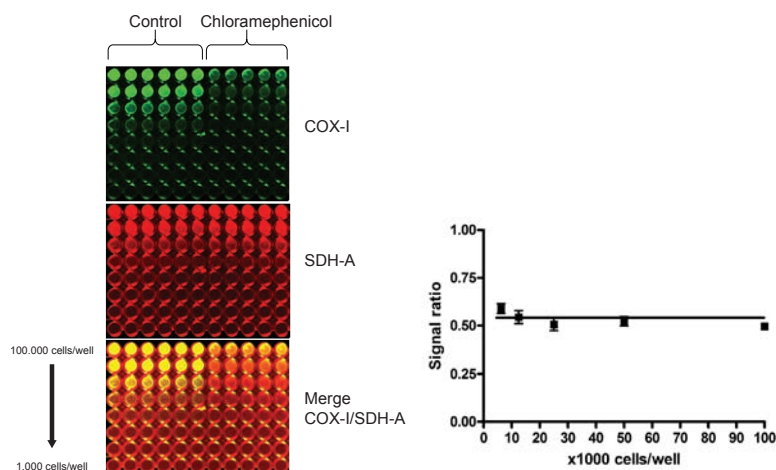 Control Chloramephenicol
COX-I
SDH-A
100.000 cells/well
1.000 cells/well
Merge
COX-I/SDH-A
Signal ratio
1.00
0.75
0.50
0.25
0.00
0 10 20 30 40 50 60 70 80 90 100
x1000 cells/well